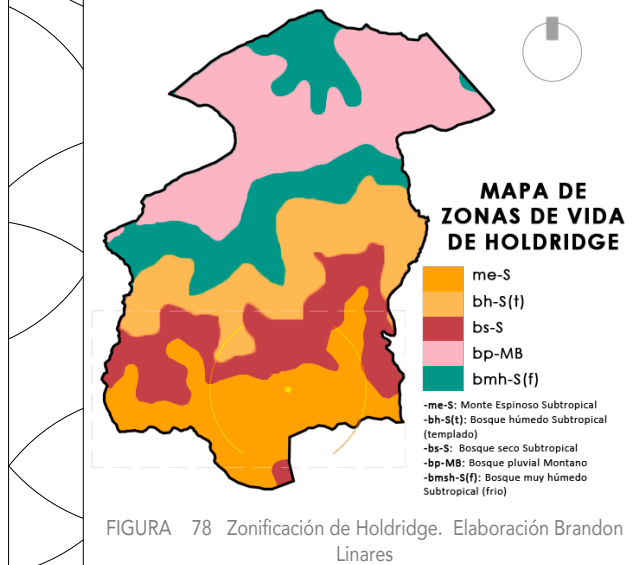 MAPA DE
ZONAS DE VIDA
DE HOLDRIDGE
me-S
bh-S(t)
bs-S
bp-MB
bmh-S(f)
-me-S: Monte Espinoso Subtropical
-bh-S(t): Bosque húmedo Subtropical
(templado)
-bs-S: Bosque seco Subtropical
-bp-MB: Bosque pluvial Montano
-bmsh-S(f): Bosque muy húmedo
Subtropical (frio)
FIGURA 78 Zonificación de Holdridge. Elaboración Brandon
Linares